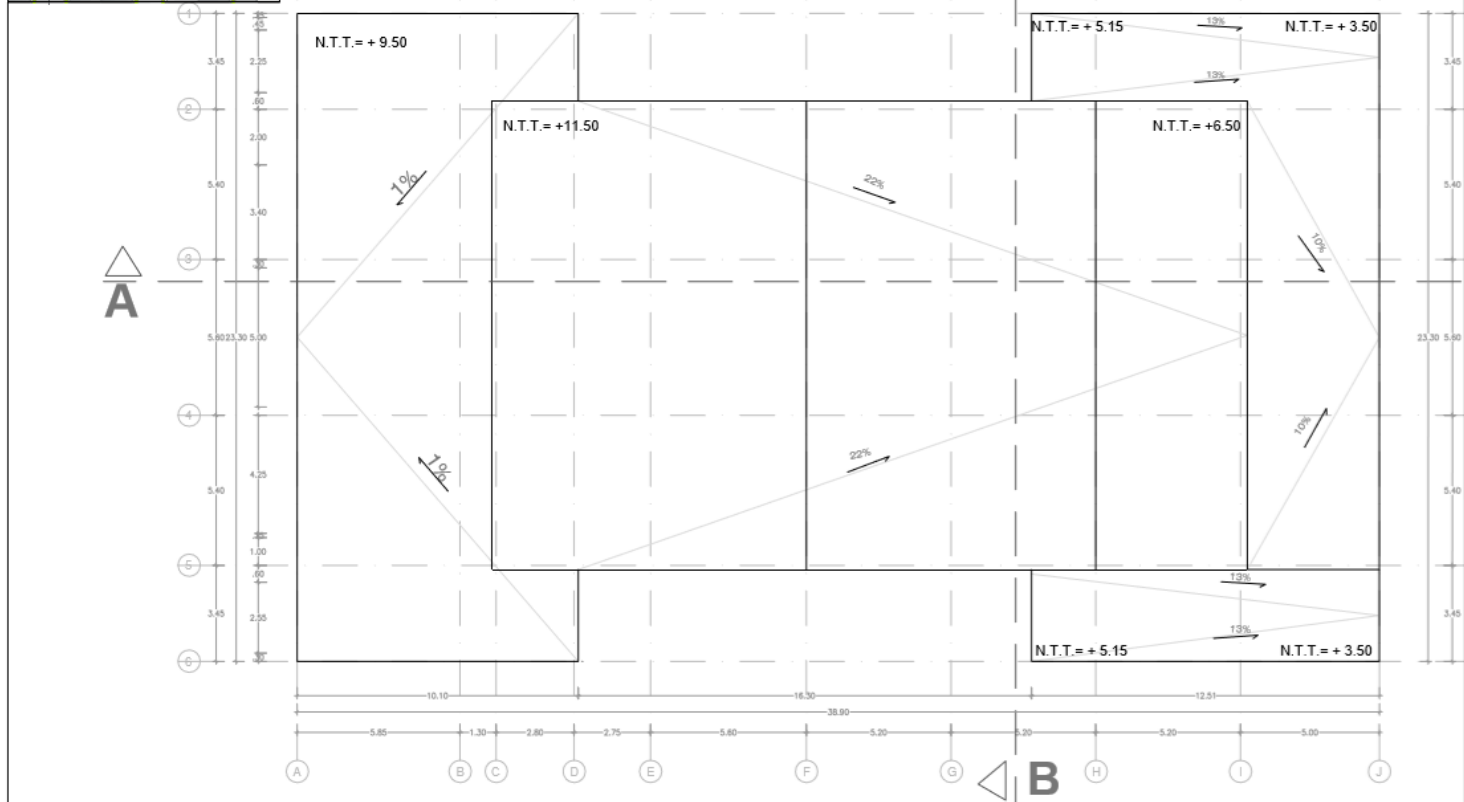 1
2
3
4
5
6
3.45
5.40
5.60
5.40
3.45
23.30
.45
2.25
.60
2.00
3.40
5.00
4.25
1.00
.60
2.55
A
N.T.T.= + 9.50
N.T.T.= +11.50
N.T.T.= +6.50
N.T.T.= + 5.15
N.T.T.= + 3.50
13%
13%
1%
1%
22%
22%
10%
10%
13%
13%
N.T.T.= + 5.15
N.T.T.= + 3.50
3.45
5.40
23.30
5.60
5.40
3.45
10.10
16.30
12.51
38.90
5.85
1.30
2.80
2.75
5.60
5.20
5.20
5.20
5.00
A
B
C
D
E
F
G
B
H
I
J